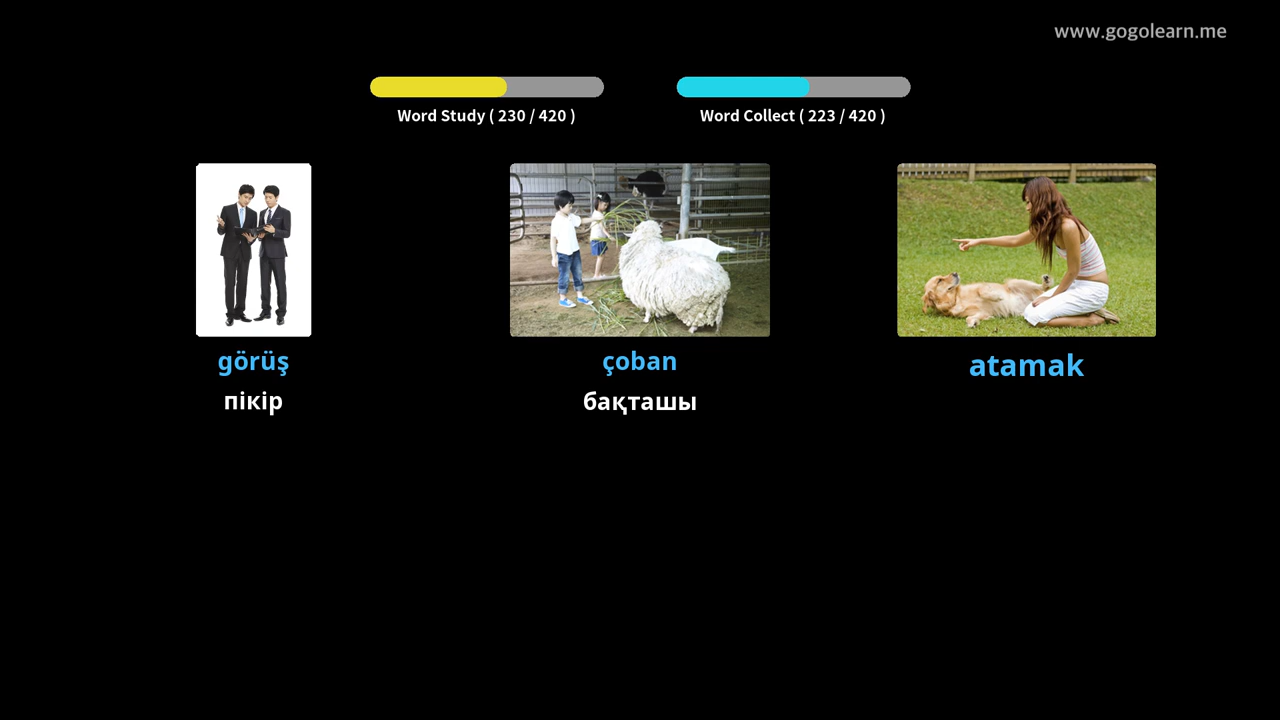 www.gogolearn.me
Word Study ( 230 / 420 )
Word Collect ( 223 / 420 )
görüş
пікір
çoban
бақташы
atamak